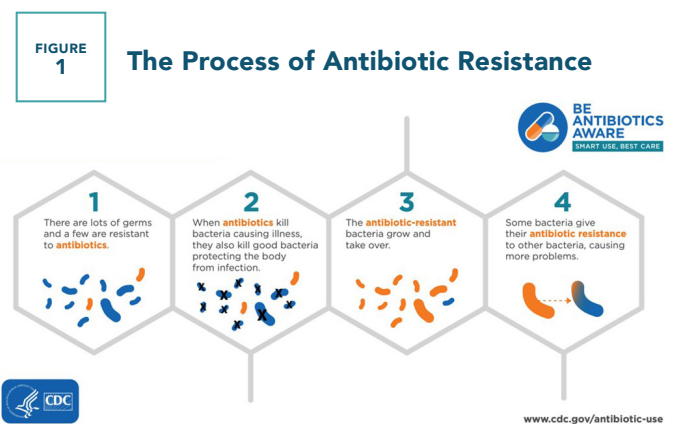 FIGURE
1
The Process of Antibiotic Resistance
BE
ANTIBIOTICS
AWARE
SMART USE, BEST CARE
1
There are lots of germs
and a few are resistant
to antibiotics.
2
When antibiotics kill
bacteria causing illness,
they also kill good bacteria
protecting the body
from infection.
X X X X X X X X X X
3
The antibiotic-resistant
bacteria grow and
take over.
4
Some bacteria give
their antibiotic resistance
to other bacteria, causing
more problems.
CDC
www.cdc.gov/antibiotic-use